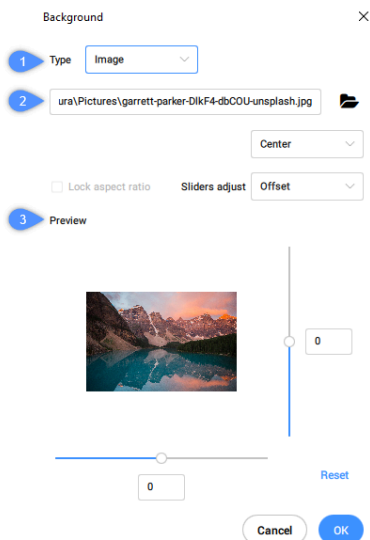 Background
1
Type
Image
2
ura\Pictures\garrett-parker-DlkF4-dbCOU-unsplash.jpg
Center
Lock aspect ratio
Sliders adjust
Offset
3
Preview
0
0
Reset
Cancel
OK